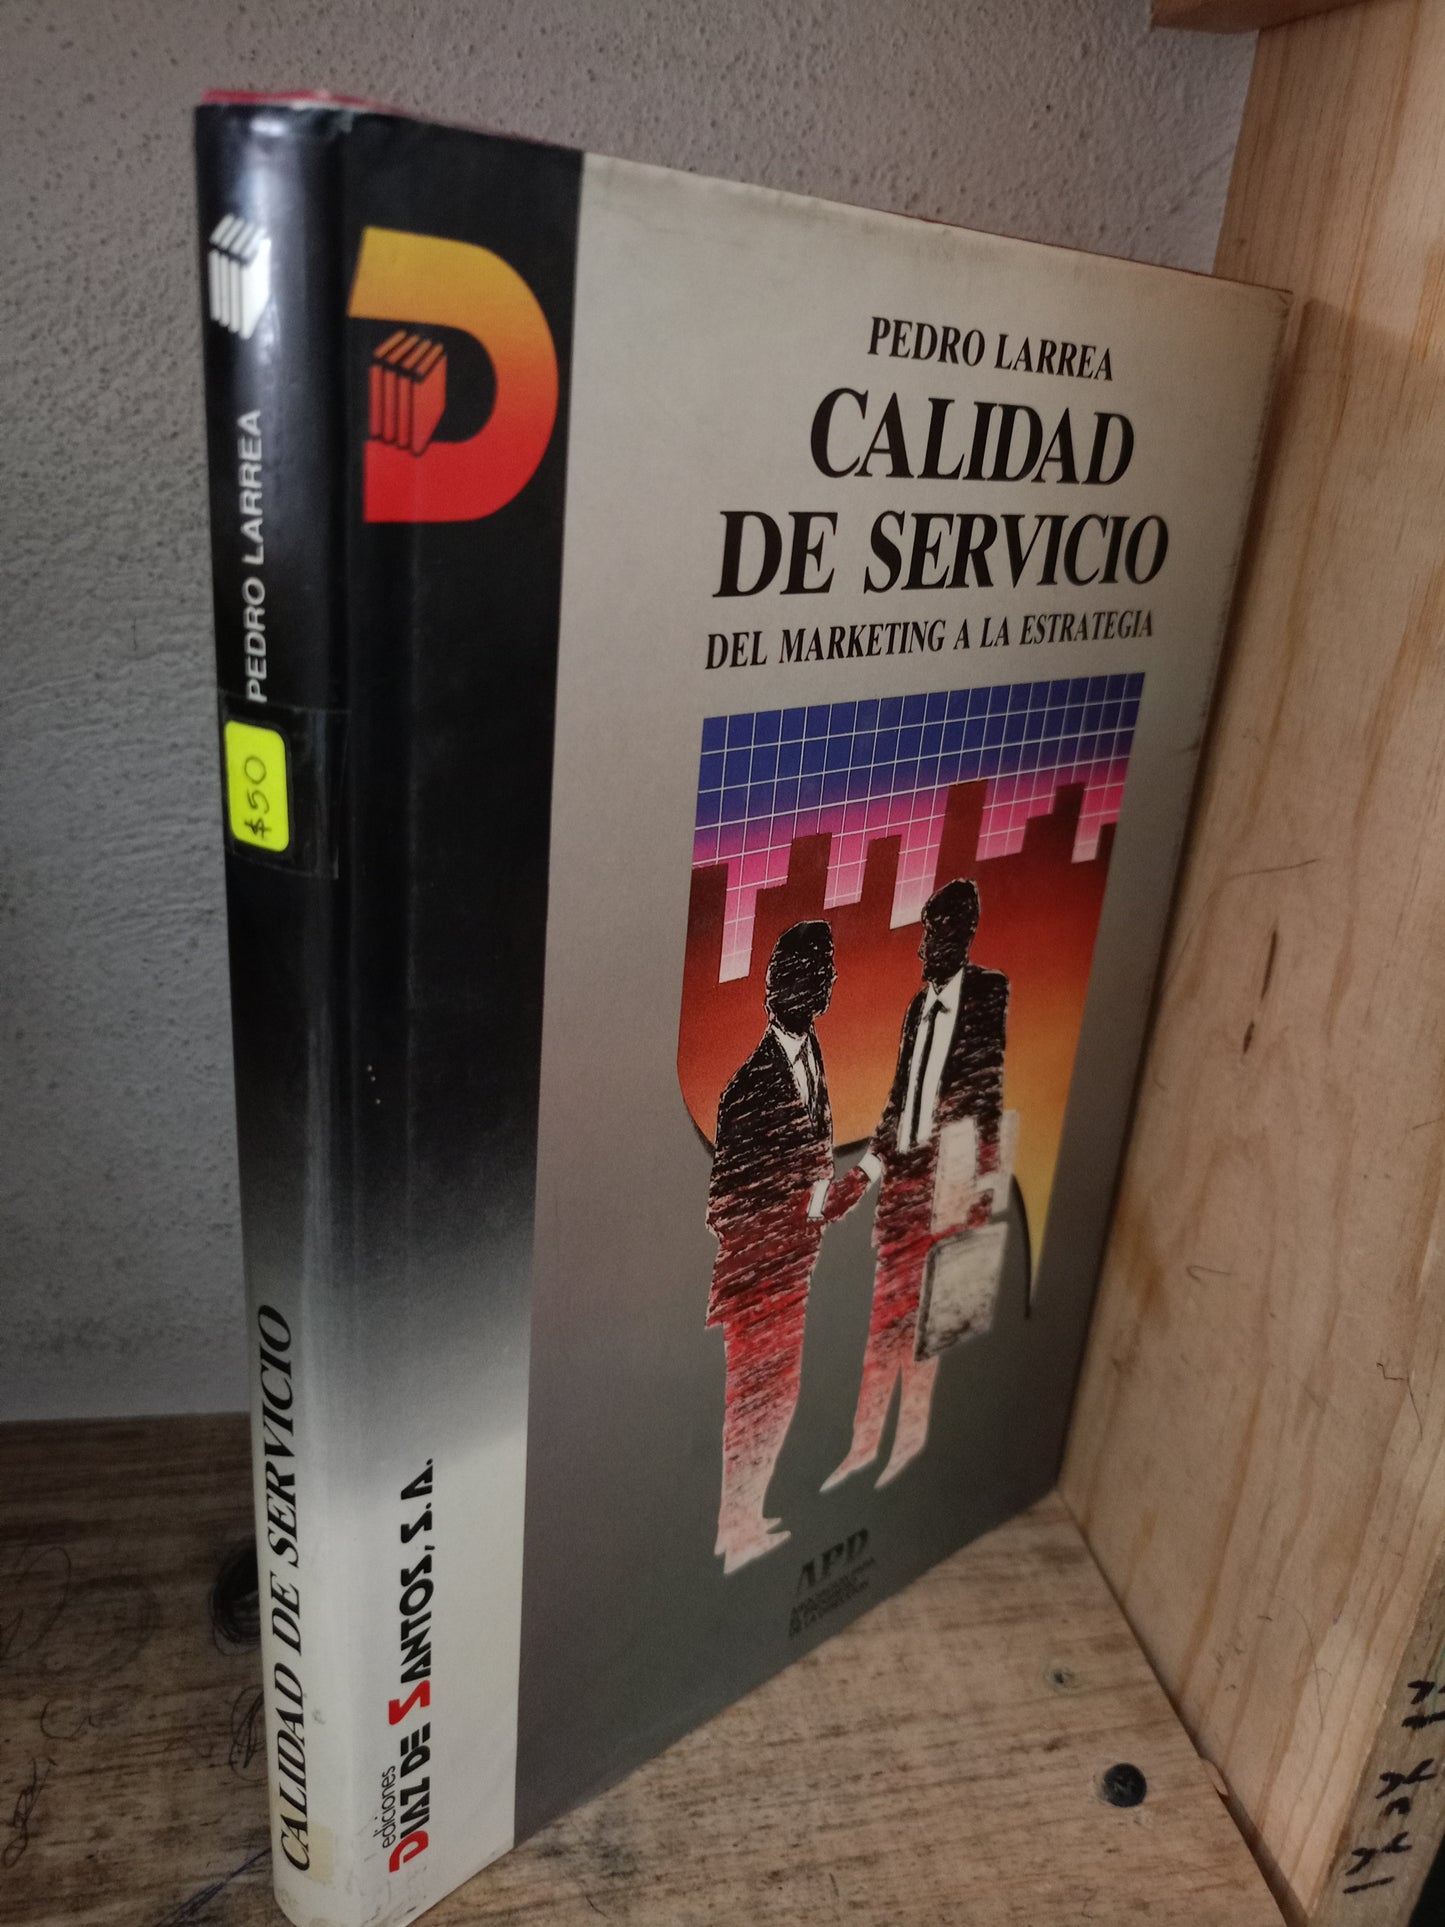 PEDRO LARREA
CALIDAD
DE SERVICIO
DEL MARKETING A LA ESTRATEGIA
APD
PEDRO LARREA
$50
CALIDAD DE SERVICIO
ediciones
DIAZ DE SANTOS, S.A.